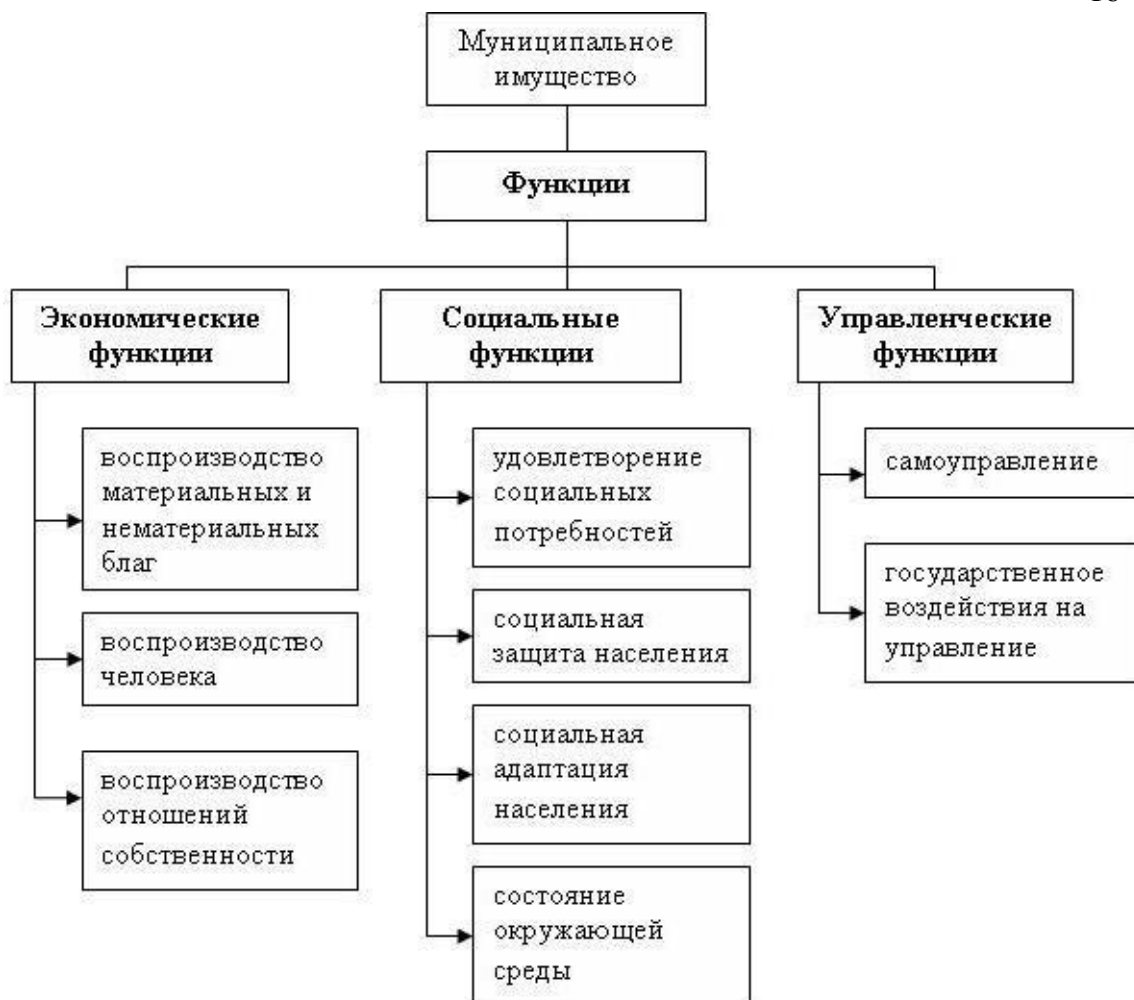 Муниципальное
имущество
Функции
Экономические
функции
воспроизводство
материальных и
нематериальных
благ
воспроизводство
человека
воспроизводство
отношений
собственности
Социальные
функции
удовлетворение
социальных
потребностей
социальная
защита населения
социальная
адаптация
населения
состояние
окружающей
среды
Управленческие
функции
самоуправление
государственное
воздействия на
управление